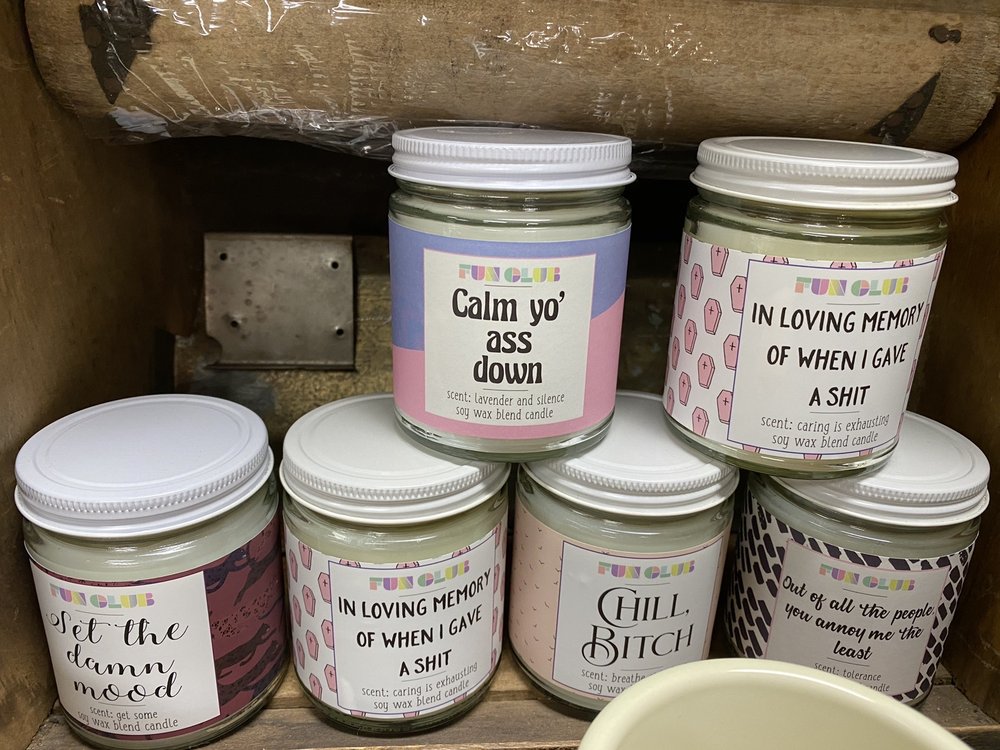 FUN CLUB
Calm yo'
ass
down
scent: lavender and silence
soy wax blend candle
FUN CLUB
IN LOVING MEMORY
OF WHEN I GAVE
A SHIT
scent: caring is exhausting
soy wax blend candle
FUN CLUB
Set the
damn
mood
scent: get some
soy wax blend candle
FUN CLUB
IN LOVING MEMORY
OF WHEN I GAVE
A SHIT
scent: caring is exhausting
soy wax blend candle
FUN CLUB
CHILL,
BITCH
scent: breathe
soy wax
FUN CLUB
Out of all the people,
you annoy me the
least
scent: tolerance